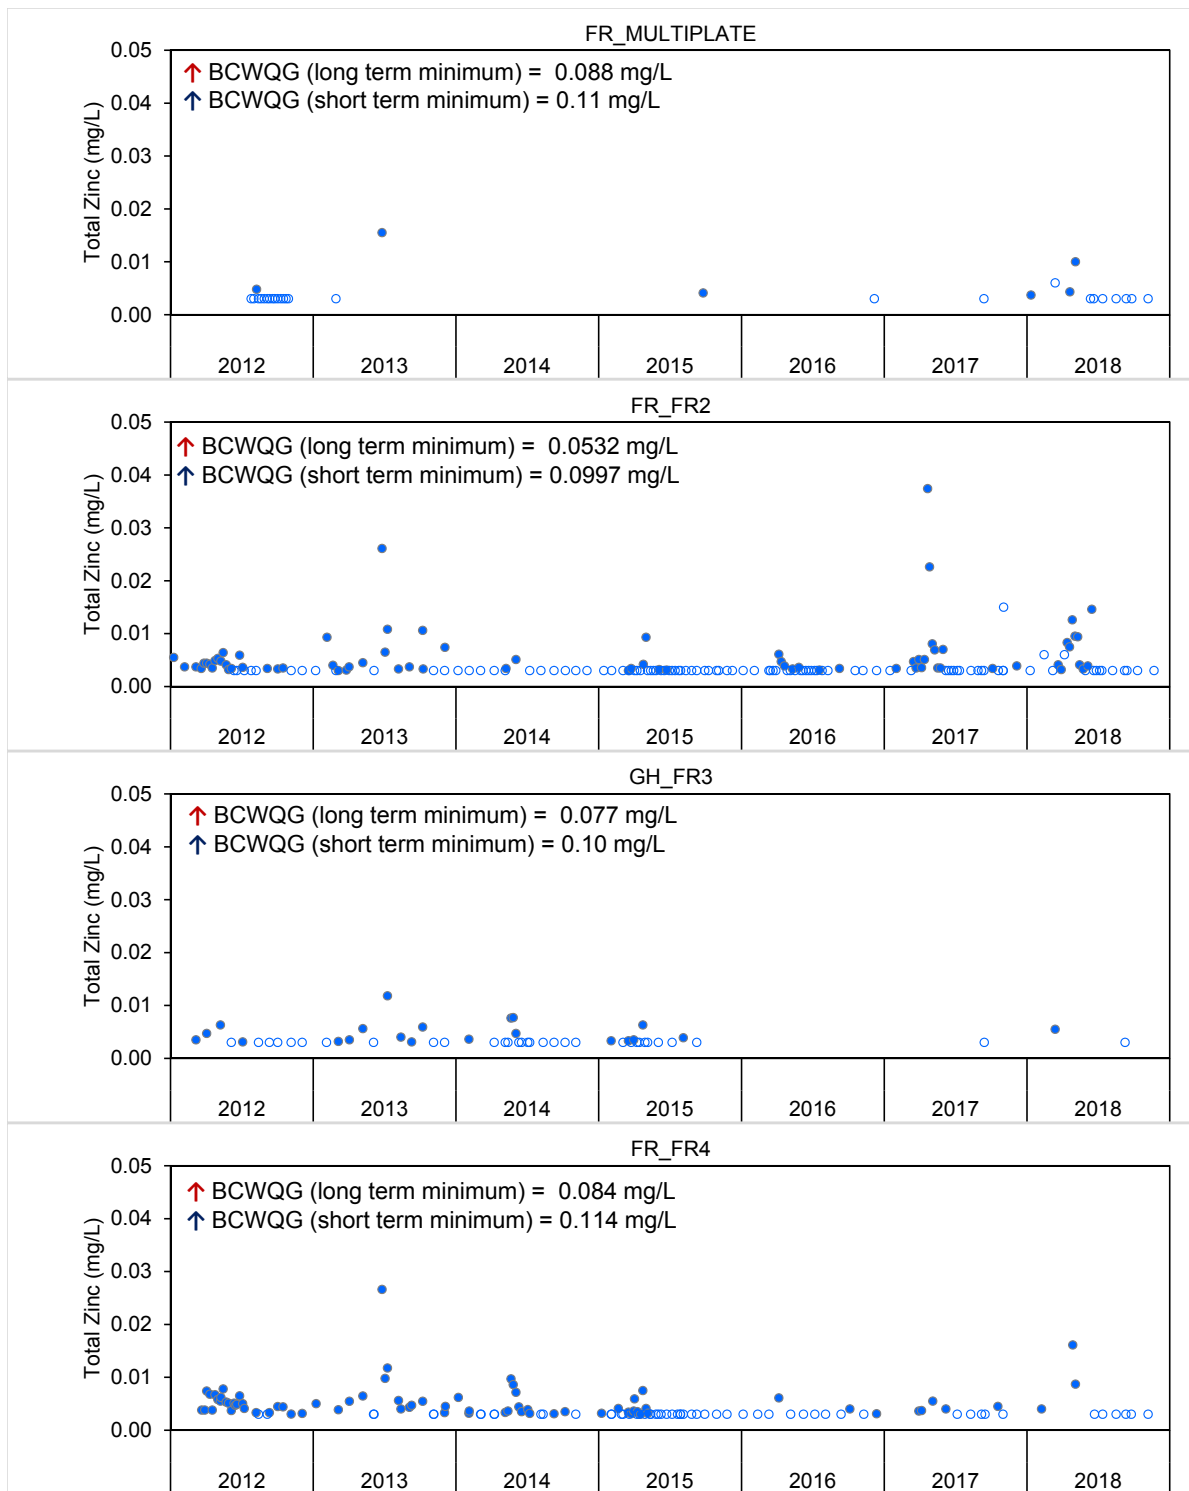 FR_MULTIPLATE
0.05
↑ BCWQG (long term minimum) = 0.088 mg/L
0.04
↑ BCWQG (short term minimum) = 0.11 mg/L
0.03
Total Zinc (mg/L)
0.02
0.01
0.00
2012 2013 2014 2015 2016 2017 2018
FR_FR2
0.05
↑ BCWQG (long term minimum) = 0.0532 mg/L
0.04
↑ BCWQG (short term minimum) = 0.0997 mg/L
0.03
Total Zinc (mg/L)
0.02
0.01
0.00
2012 2013 2014 2015 2016 2017 2018
GH_FR3
0.05
↑ BCWQG (long term minimum) = 0.077 mg/L
0.04
↑ BCWQG (short term minimum) = 0.10 mg/L
0.03
Total Zinc (mg/L)
0.02
0.01
0.00
2012 2013 2014 2015 2016 2017 2018
FR_FR4
0.05
↑ BCWQG (long term minimum) = 0.084 mg/L
0.04
↑ BCWQG (short term minimum) = 0.114 mg/L
0.03
Total Zinc (mg/L)
0.02
0.01
0.00
2012 2013 2014 2015 2016 2017 2018